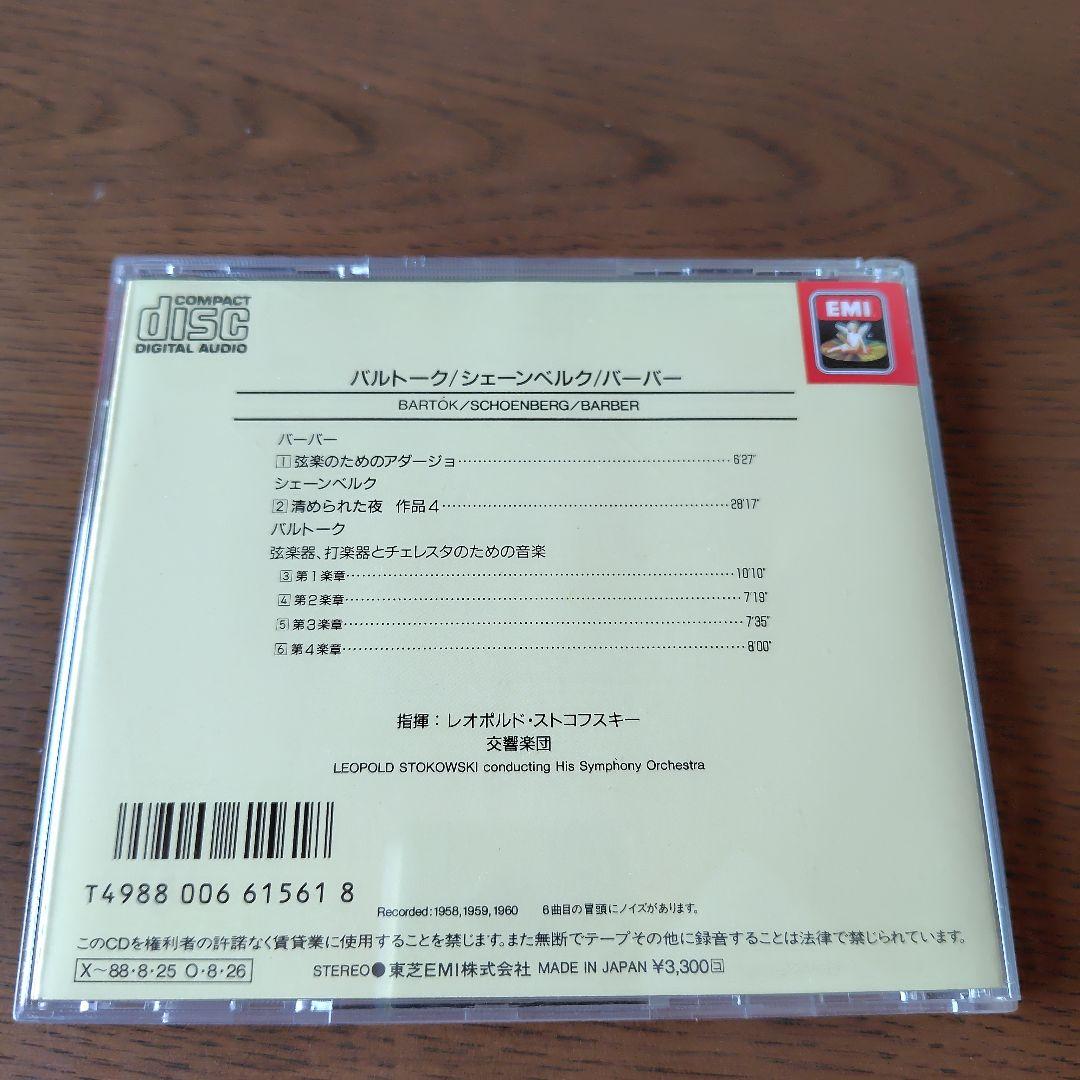 COMPACT
disc
DIGITAL AUDIO
EMI
バルトーク/シェーンベルク/バーバー
BARTÓK/SCHOENBERG/BARBER
バーバー
1 弦楽のためのアダージョ 6'27"
シェーンベルク
2 清められた夜 作品4 28'17"
バルトーク
弦楽器、打楽器とチェレスタのための音楽
3 第1楽章 10'10"
4 第2楽章 7'19"
5 第3楽章 7'35"
6 第4楽章 8'00"
指揮：レオポルド・ストコフスキー
交響楽団
LEOPOLD STOKOWSKI conducting His Symphony Orchestra
T4988 006 61561 8
Recorded:1958,1959,1960 6曲目の冒頭にノイズがあります。
このCDを権利者の許諾なく賃貸業に使用することを禁じます。また無断でテープその他に録音することは法律で禁じられています。
X～88・8・25 O・8・26 STEREO●東芝EMI株式会社 MADE IN JAPAN ¥3,300